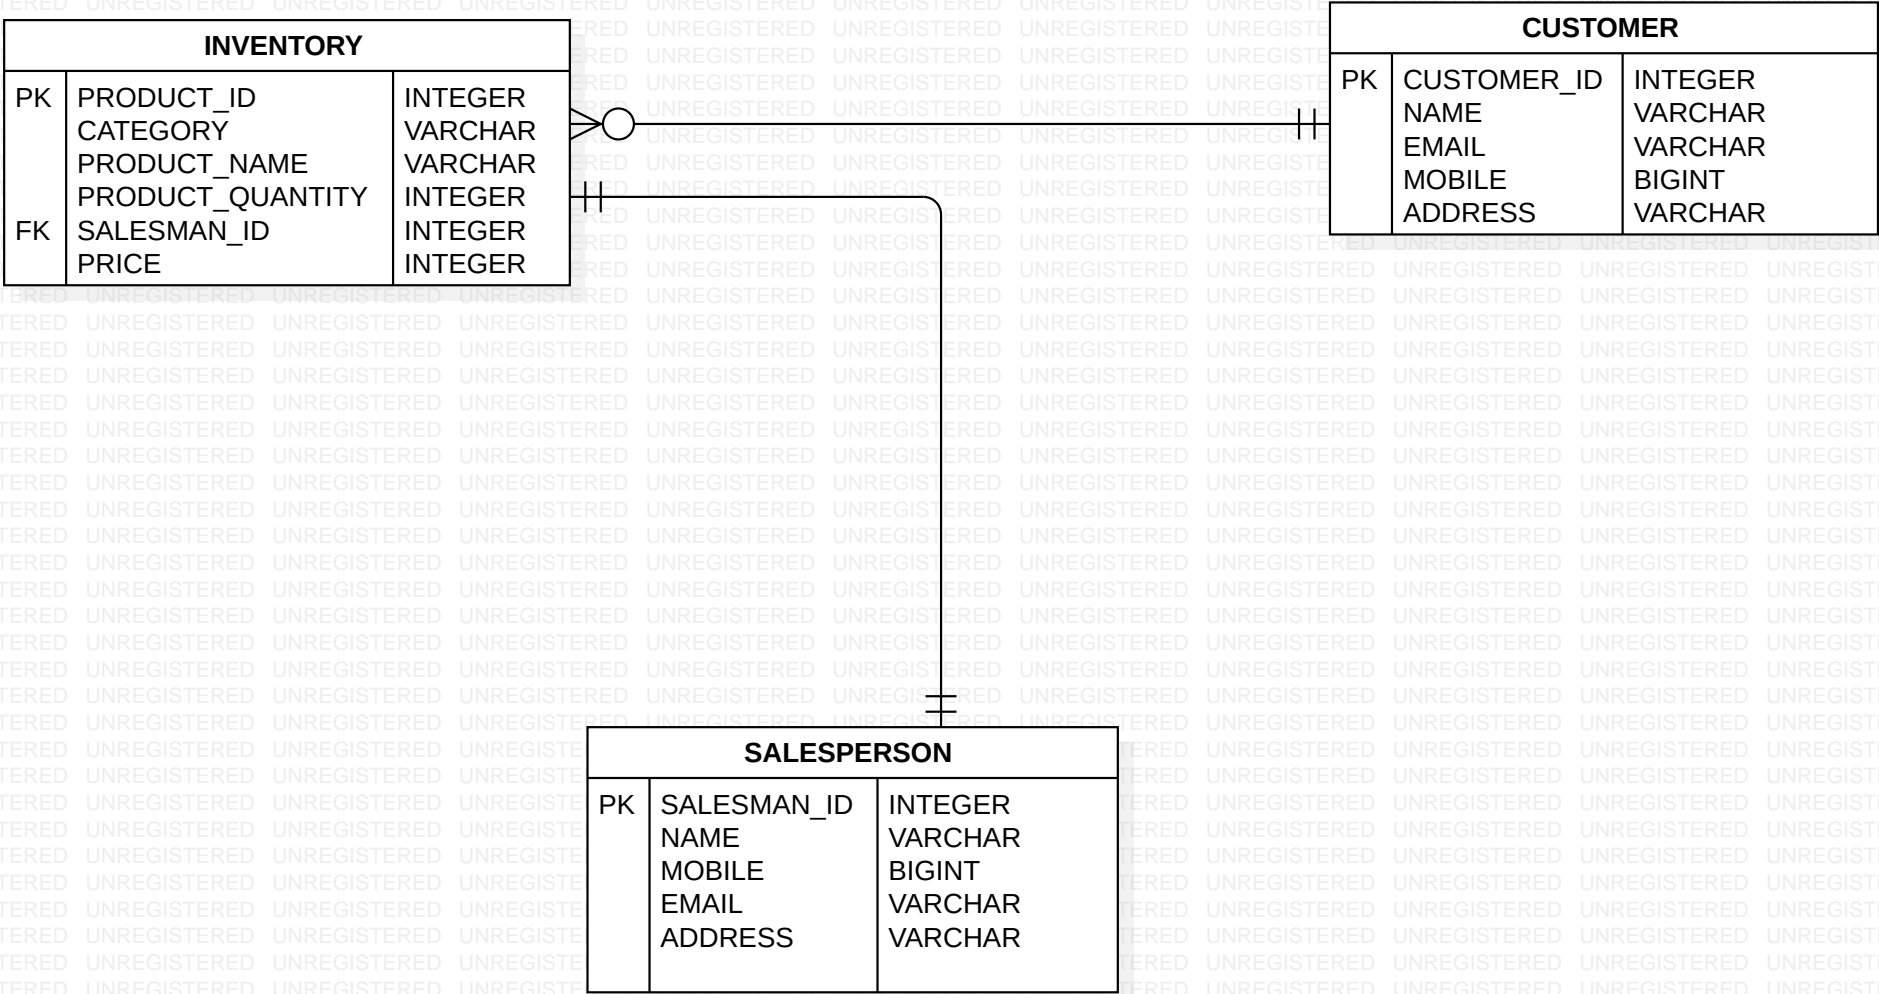 INVENTORY
PK PRODUCT_ID INTEGER
CATEGORY VARCHAR
PRODUCT_NAME VARCHAR
PRODUCT_QUANTITY INTEGER
FK SALESMAN_ID INTEGER
PRICE INTEGER
CUSTOMER
PK CUSTOMER_ID INTEGER
NAME VARCHAR
EMAIL VARCHAR
MOBILE BIGINT
ADDRESS VARCHAR
SALESPERSON
PK SALESMAN_ID INTEGER
NAME VARCHAR
MOBILE BIGINT
EMAIL VARCHAR
ADDRESS VARCHAR
UNREGISTERED